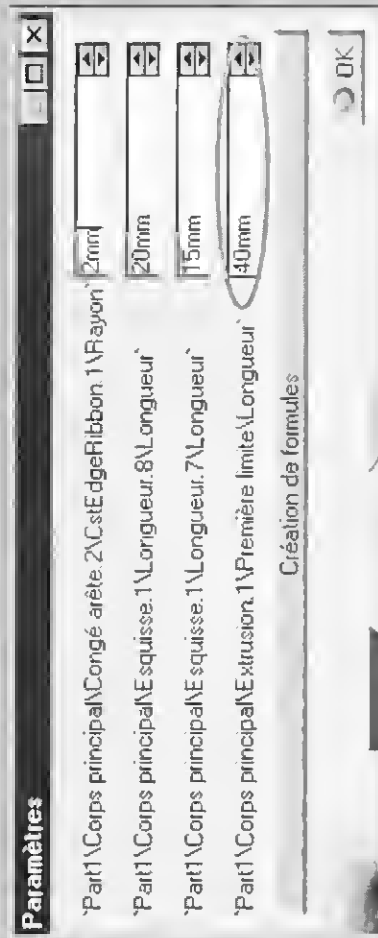 Paramètres
`Part1\Corps principal\Congé arête.2\CstEdgeRibbon.1\Rayon` 2mm
`Part1\Corps principal\Esquisse.1\Longueur.8\Longueur` 20mm
`Part1\Corps principal\Esquisse.1\Longueur.7\Longueur` 15mm
`Part1\Corps principal\Extrusion.1\Première limite\Longueur` 40mm
Création de formules
OK